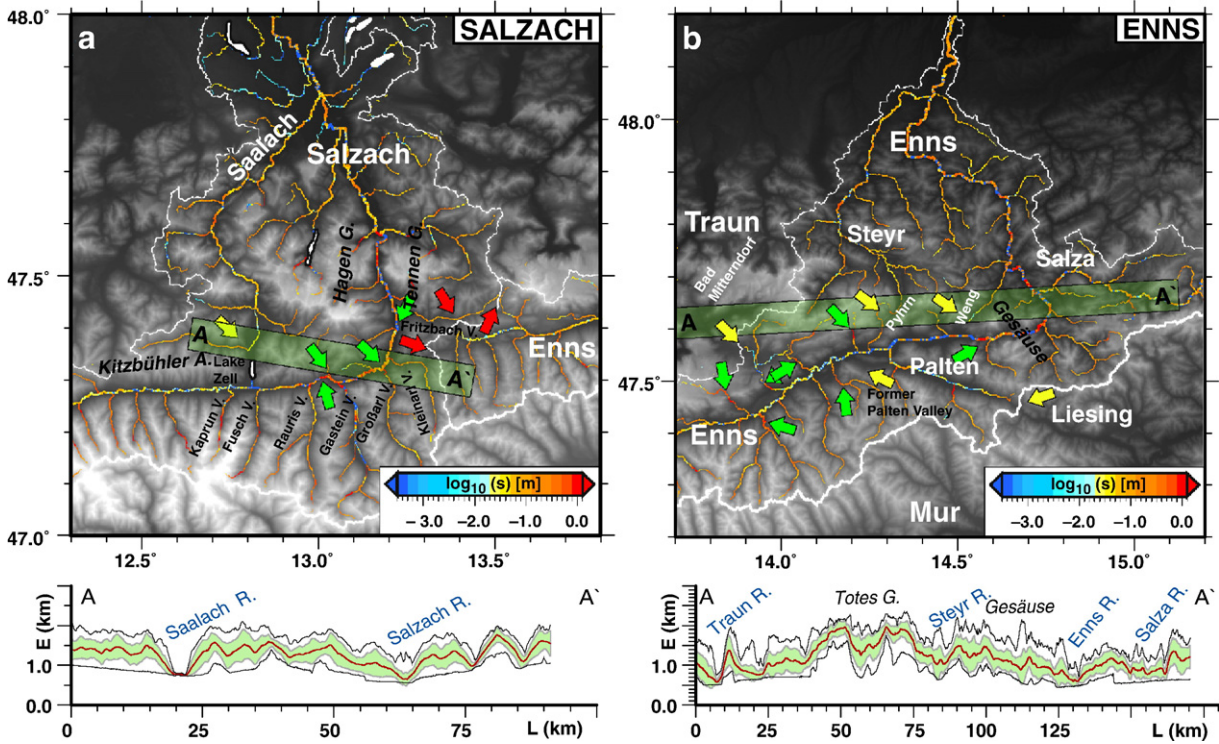 a
SALZACH
48.0°
47.5°
47.0°
Saalach
Salzach
Hagen G.
Tennen G.
Fritzbach V.
Enns
A
A`
Kitzbühler A.
Lake
Zell
Kaprun V.
Fusch V.
Rauris V.
Gastein V.
Großarl V.
Kleinarl V.
log10 (s) [m]
− 3.0 −2.0 −1.0 0.0
12.5° 13.0° 13.5°
b
ENNS
48.0°
47.5°
Enns
Traun
Bad
Mitterndorf
Steyr
Salza
Pyhrn
Weng
Gesäuse
A
A`
Palten
Former
Palten Valley
Liesing
Enns
Mur
log10 (s) [m]
−3.0 −2.0 −1.0 0.0
14.0° 14.5° 15.0°
A
A`
Saalach R.
Salzach R.
E (km)
1.0
0.0
0 25 50 75 L (km)
A
A`
Traun R.
Totes G.
Steyr R.
Gesäuse
Enns R.
Salza R.
E (km)
1.0
0.0
0 25 50 75 100 125 L (km)